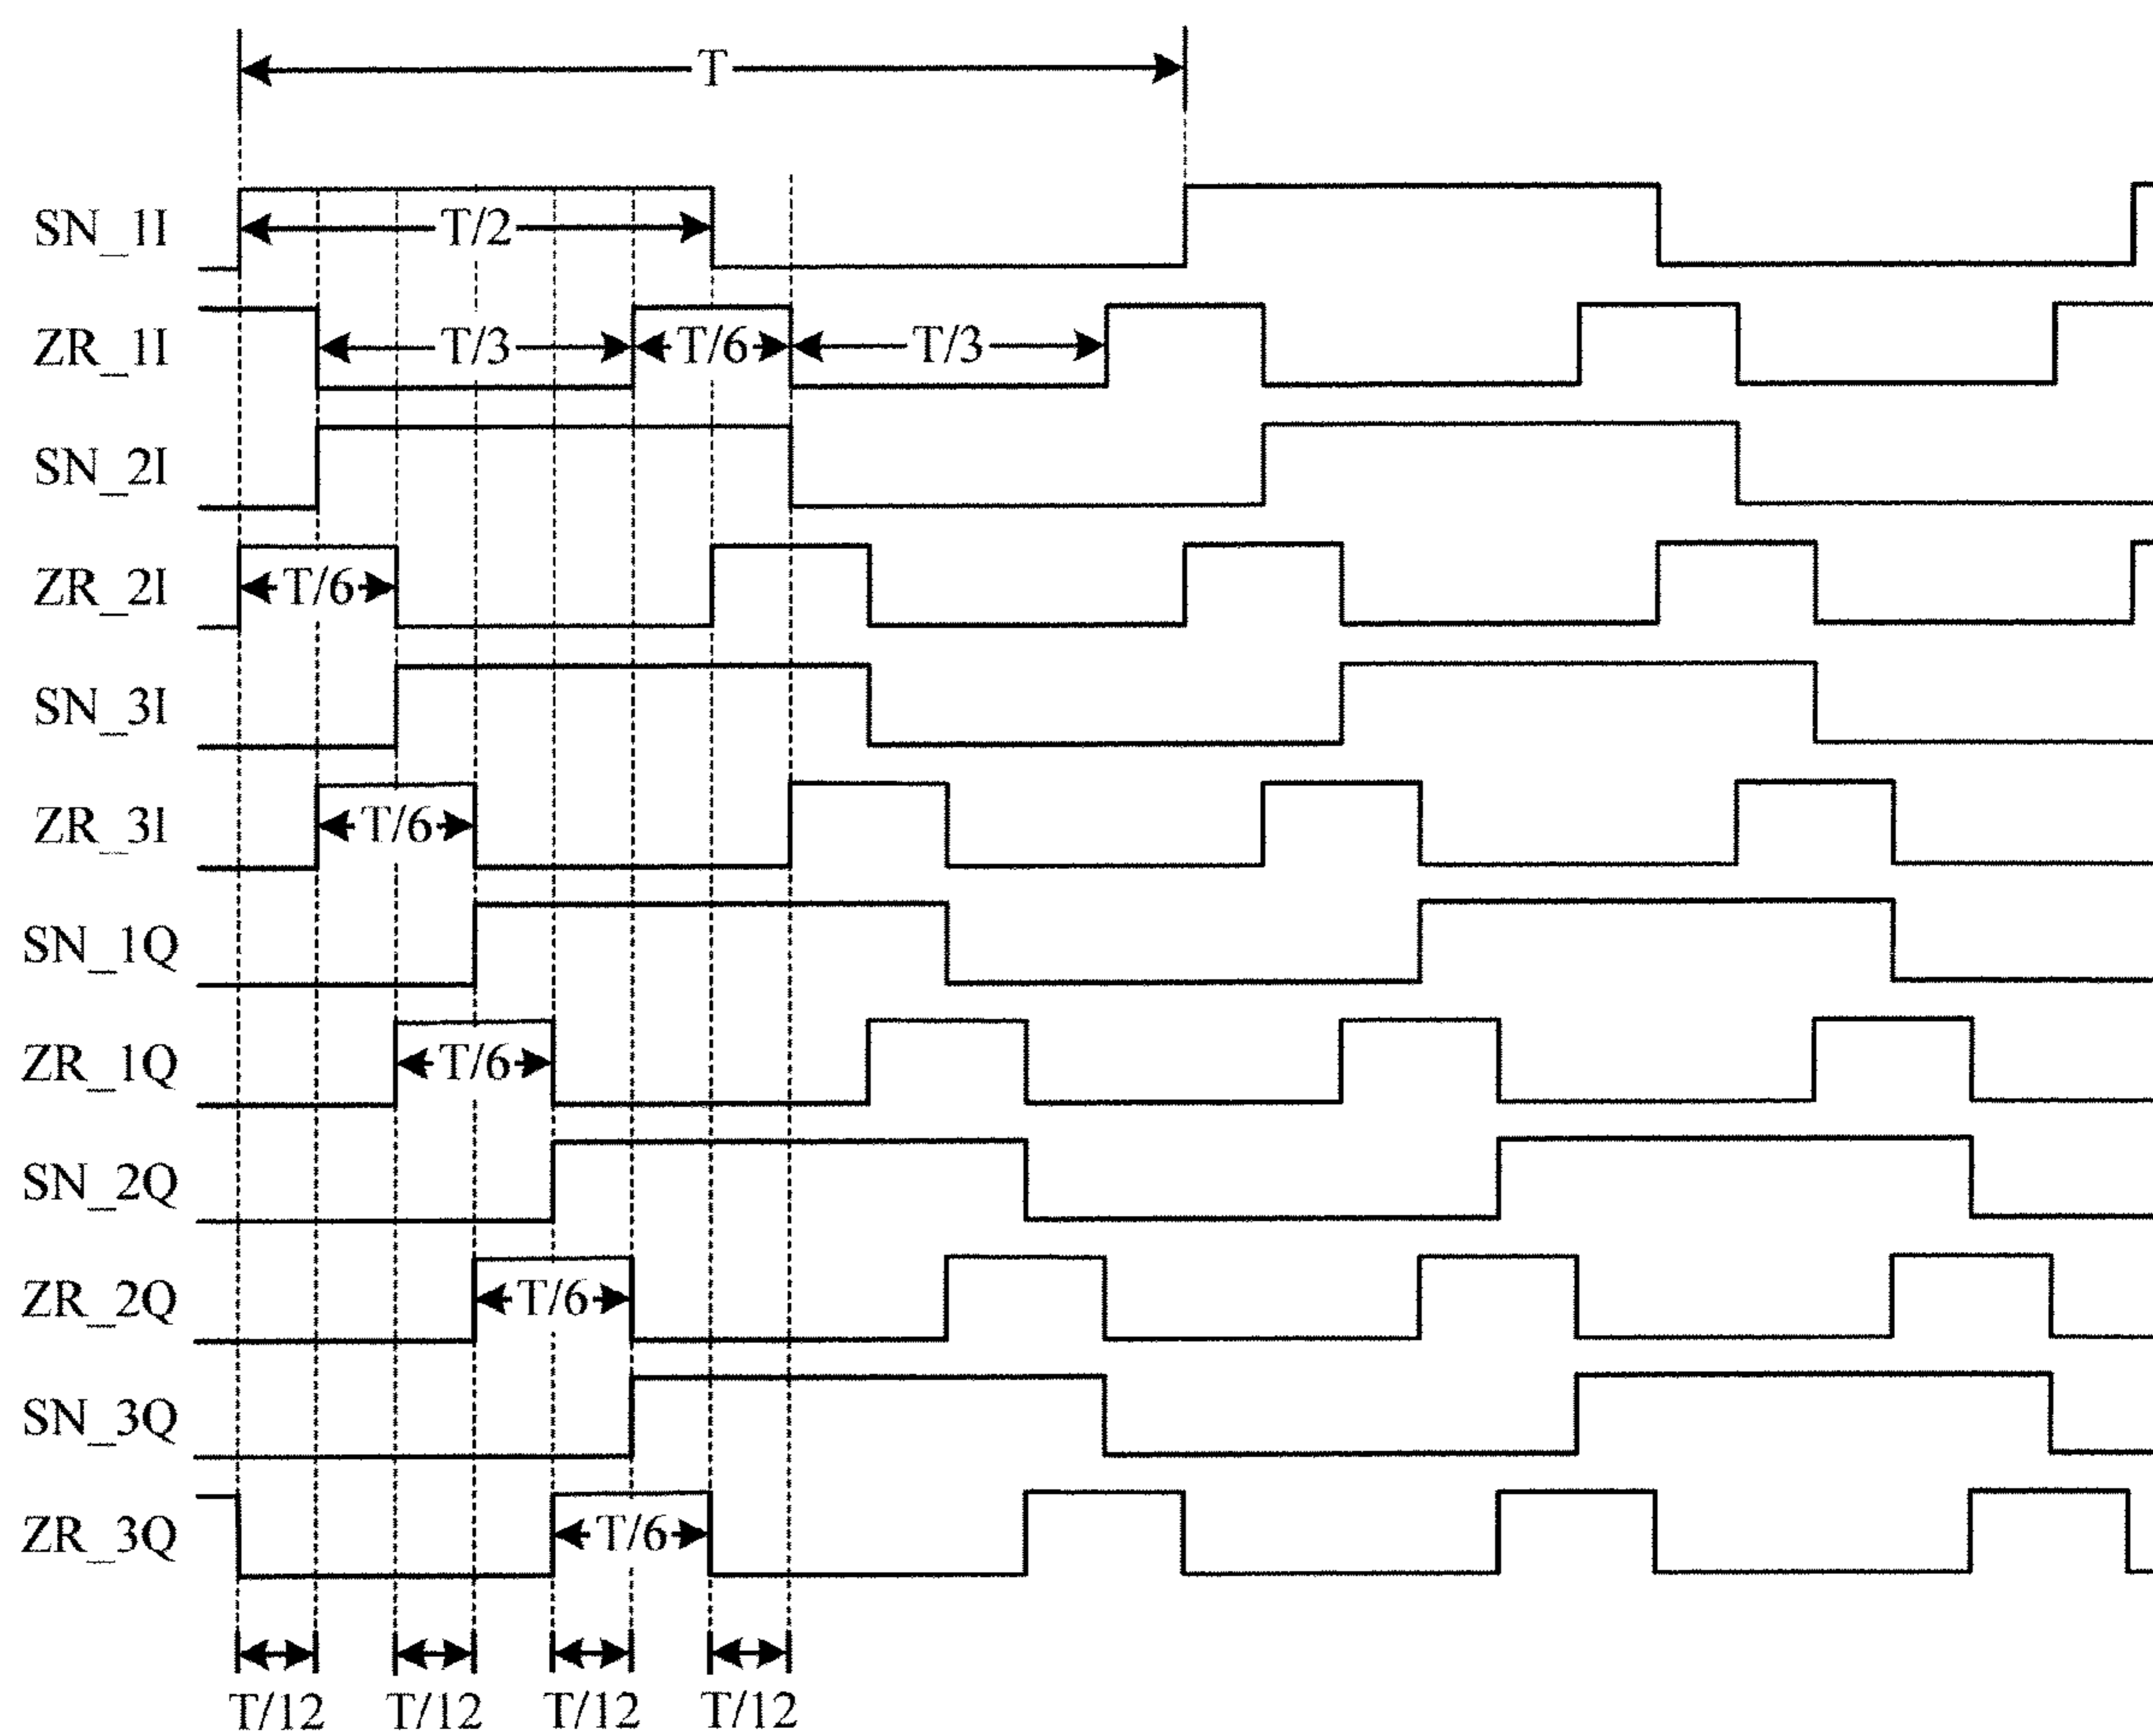 T
SN_1I T/2
ZR_1I T/3 T/6 T/3
SN_2I
ZR_2I T/6
SN_3I
ZR_3I T/6
SN_1Q
ZR_1Q T/6
SN_2Q
ZR_2Q T/6
SN_3Q
ZR_3Q T/6
T/12 T/12 T/12 T/12